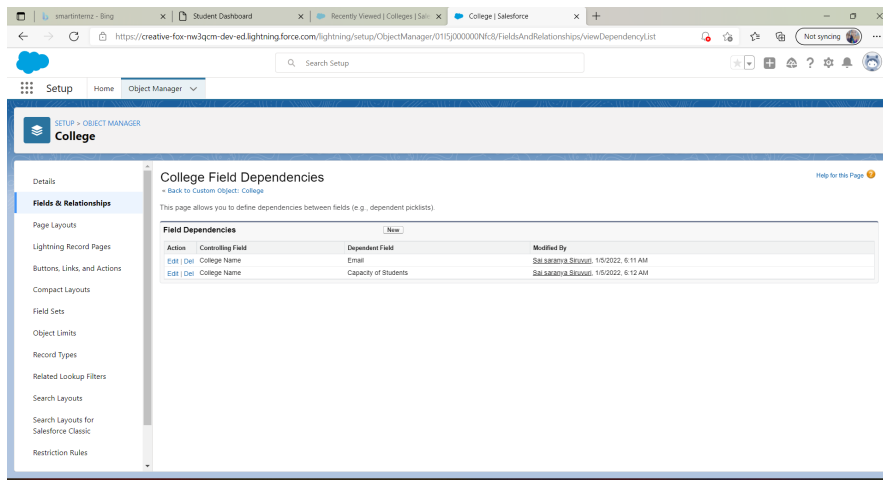 smartinternz - Bing
Student Dashboard
Recently Viewed | Colleges | Sale
College | Salesforce
https://creative-fox-nw3qcm-dev-ed.lightning.force.com/lightning/setup/ObjectManager/01I5j000000Nfc8/FieldsAndRelationships/viewDependencyList
Not syncing
Search Setup
Setup Home Object Manager
SETUP > OBJECT MANAGER
College
Details
Fields & Relationships
Page Layouts
Lightning Record Pages
Buttons, Links, and Actions
Compact Layouts
Field Sets
Object Limits
Record Types
Related Lookup Filters
Search Layouts
Search Layouts for
Salesforce Classic
Restriction Rules
College Field Dependencies
Help for this Page
« Back to Custom Object: College
This page allows you to define dependencies between fields (e.g., dependent picklists).
Field Dependencies New
Action Controlling Field Dependent Field Modified By
Edit | Del College Name Email Sai saranya Siruvuri, 1/5/2022, 6:11 AM
Edit | Del College Name Capacity of Students Sai saranya Siruvuri, 1/5/2022, 6:12 AM